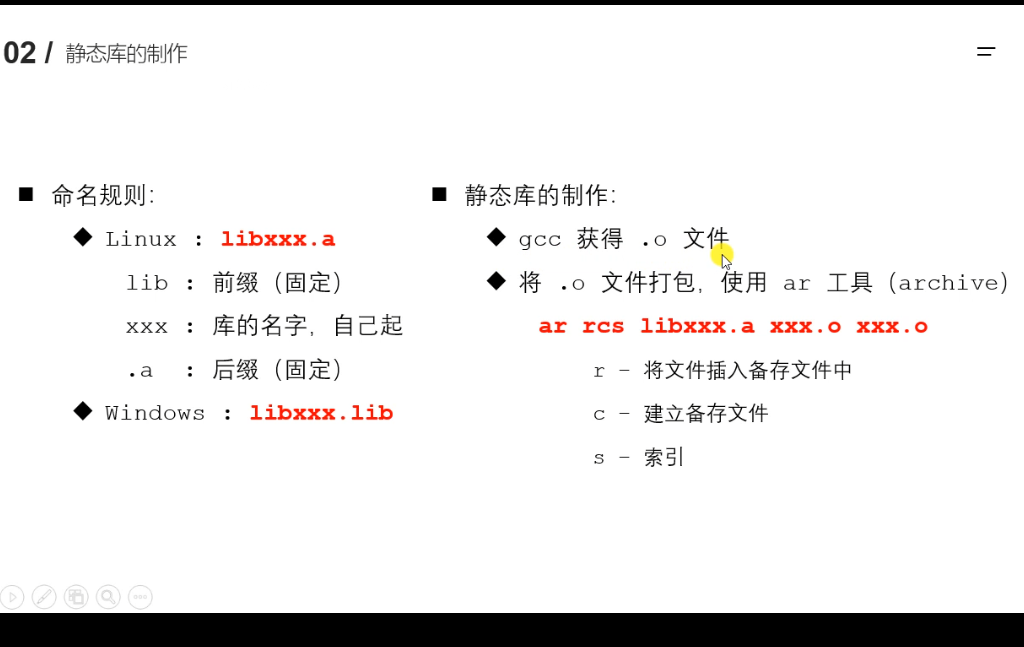 02 / 静态库的制作
■ 命名规则:
◆ Linux : libxxx.a
lib : 前缀（固定）
xxx : 库的名字，自己起
.a : 后缀（固定）
◆ Windows : libxxx.lib
■ 静态库的制作:
◆ gcc 获得 .o 文件
◆ 将 .o 文件打包，使用 ar 工具（archive）
ar rcs libxxx.a xxx.o xxx.o
r – 将文件插入备存文件中
c – 建立备存文件
s – 索引